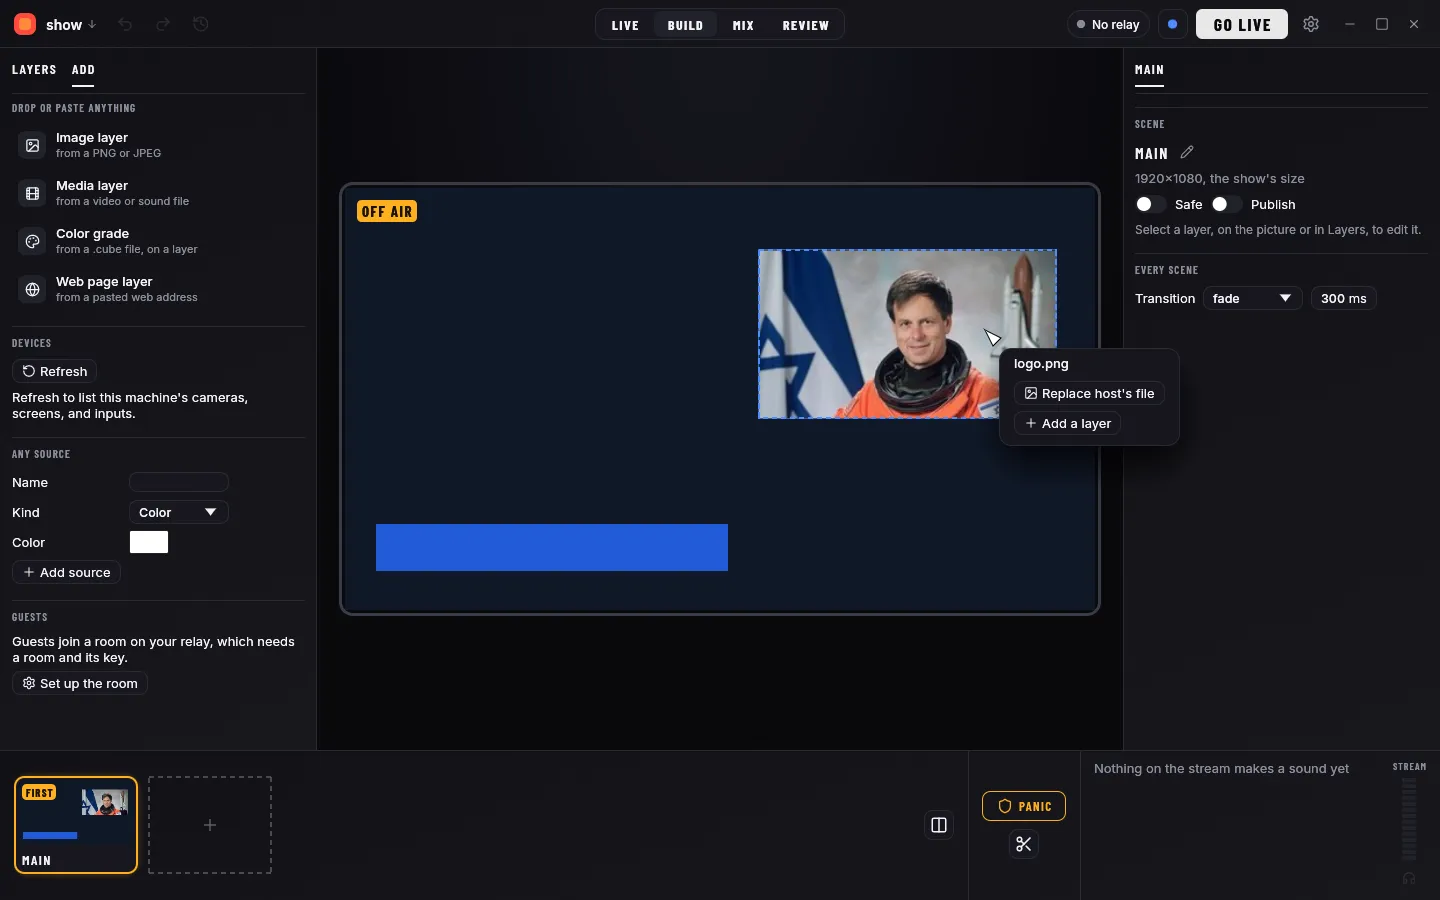 show
LIVE
BUILD
MIX
REVIEW
No relay
GO LIVE
LAYERS
ADD
DROP OR PASTE ANYTHING
Image layer
from a PNG or JPEG
Media layer
from a video or sound file
Color grade
from a .cube file, on a layer
Web page layer
from a pasted web address
DEVICES
Refresh
Refresh to list this machine's cameras,
screens, and inputs.
ANY SOURCE
Name
Kind
Color
Color
Add source
GUESTS
Guests join a room on your relay, which needs
a room and its key.
Set up the room
OFF AIR
logo.png
Replace host's file
Add a layer
MAIN
SCENE
MAIN
1920×1080, the show's size
Safe
Publish
Select a layer, on the picture or in Layers, to edit it.
EVERY SCENE
Transition
fade
300 ms
FIRST
MAIN
PANIC
Nothing on the stream makes a sound yet
STREAM